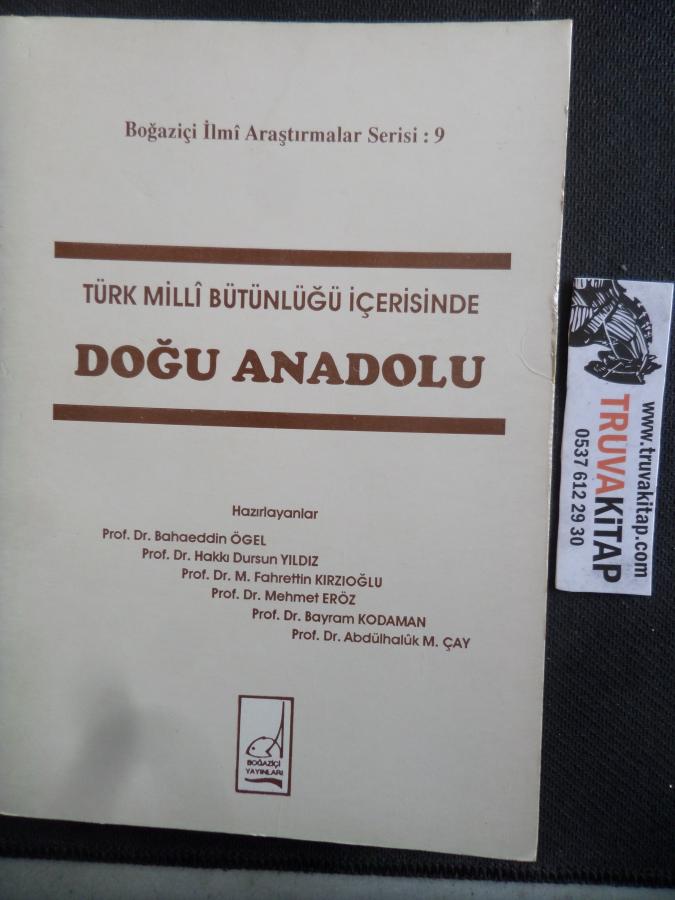 Boğaziçi İlmî Araştırmalar Serisi : 9
TÜRK MİLLÎ BÜTÜNLÜĞÜ İÇERİSİNDE
DOĞU ANADOLU
Hazırlayanlar
Prof. Dr. Bahaeddin ÖGEL
Prof. Dr. Hakkı Dursun YILDIZ
Prof. Dr. M. Fahrettin KIRZIOĞLU
Prof. Dr. Mehmet ERÖZ
Prof. Dr. Bayram KODAMAN
Prof. Dr. Abdülhalûk M. ÇAY
BOĞAZİÇİ
YAYINLARI
www.truvakitap.com
TRUVAKİTAP
0537 612 29 30